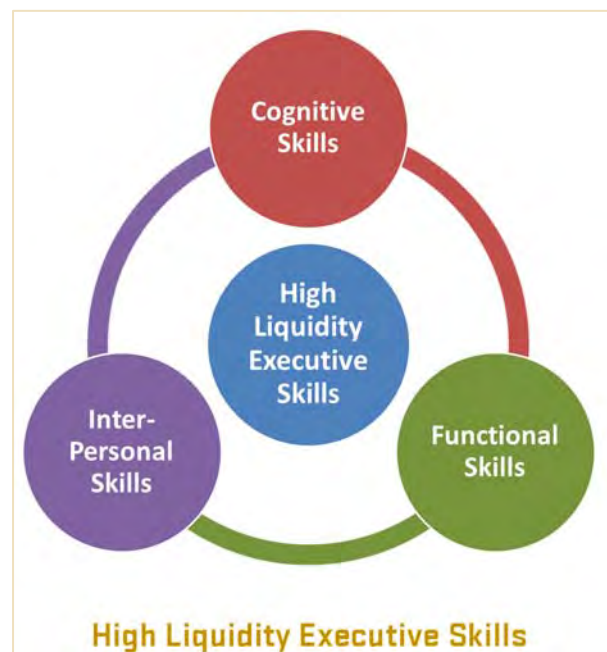 Cognitive
Skills
High
Liquidity
Executive
Skills
Inter-
Personal
Skills
Functional
Skills
High Liquidity Executive Skills